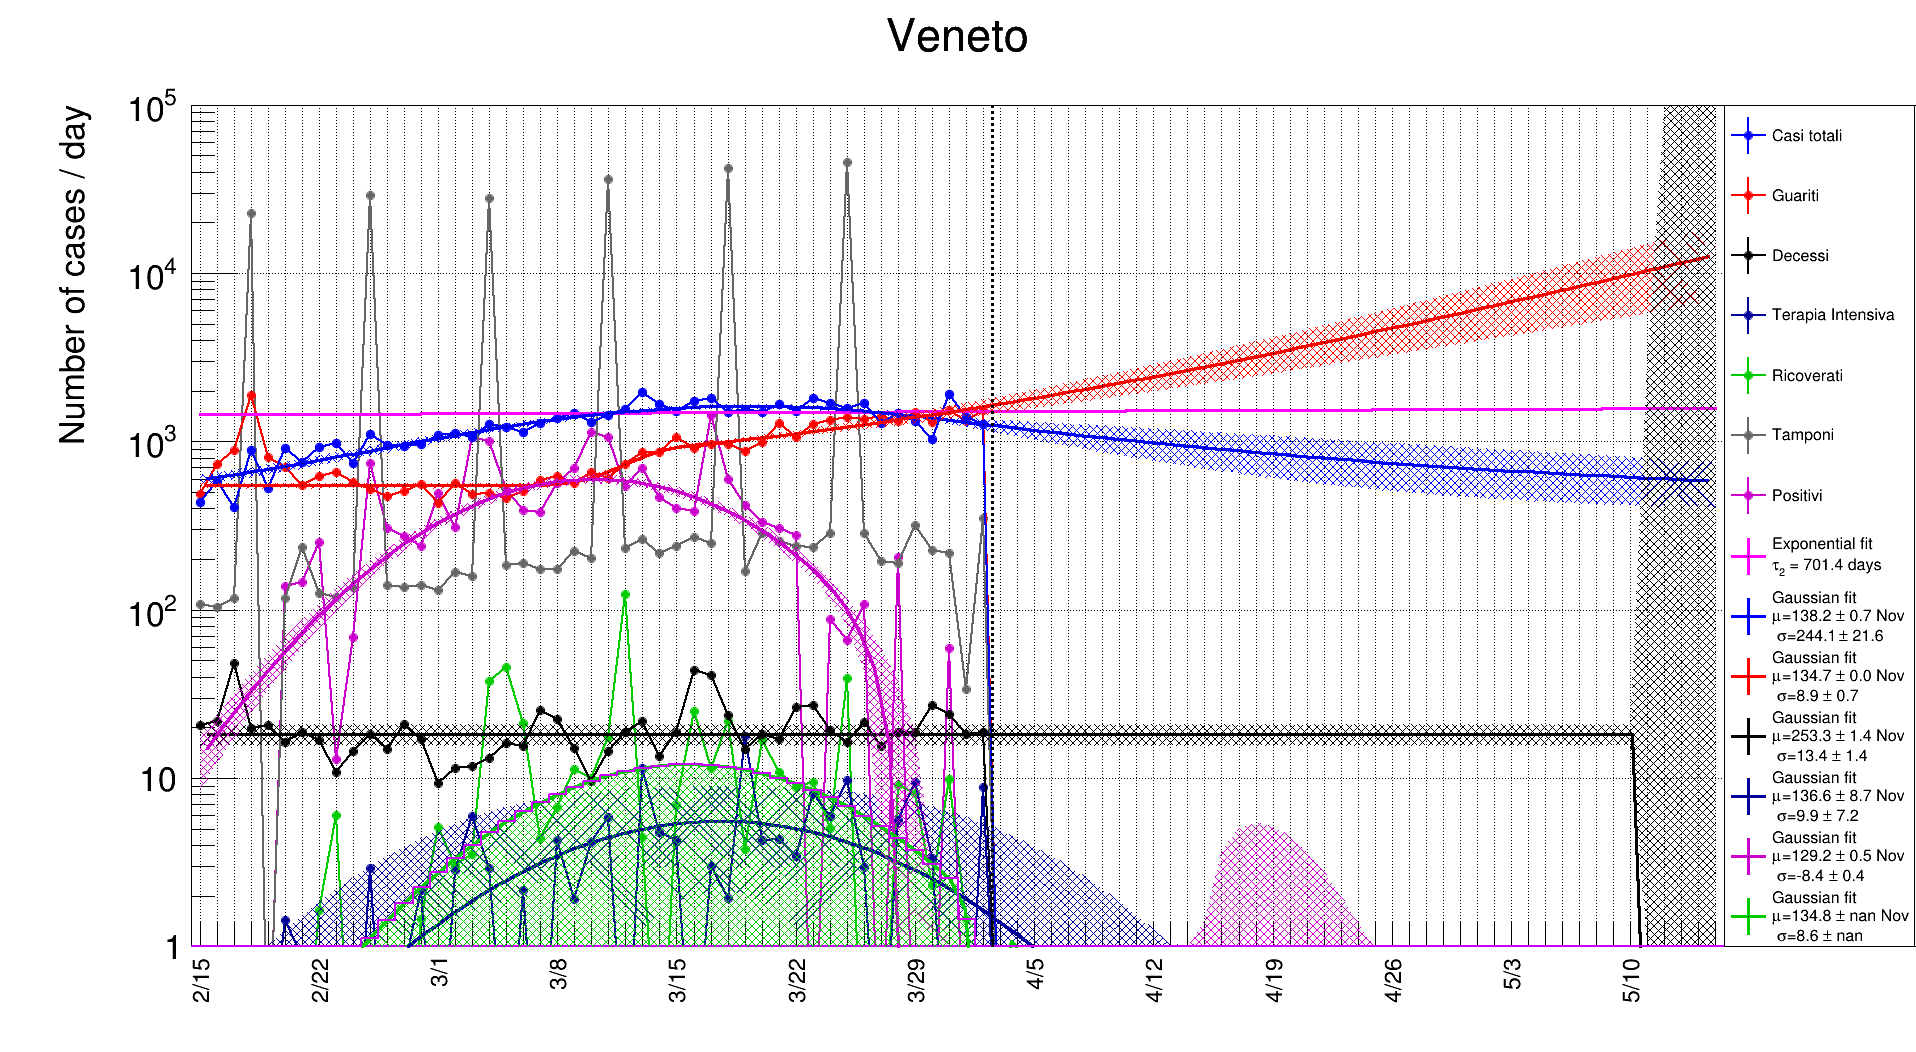 Veneto
Number of cases / day
10^5
10^4
10^3
10^2
10
1
2/15
2/22
3/1
3/8
3/15
3/22
3/29
4/5
4/12
4/19
4/26
5/3
5/10
Casi totali
Guariti
Decessi
Terapia Intensiva
Ricoverati
Tamponi
Positivi
Exponential fit
τ_2 = 701.4 days
Gaussian fit
μ=138.2 ± 0.7 Nov
σ=244.1 ± 21.6
Gaussian fit
μ=134.7 ± 0.0 Nov
σ=8.9 ± 0.7
Gaussian fit
μ=253.3 ± 1.4 Nov
σ=13.4 ± 1.4
Gaussian fit
μ=136.6 ± 8.7 Nov
σ=9.9 ± 7.2
Gaussian fit
μ=129.2 ± 0.5 Nov
σ=-8.4 ± 0.4
Gaussian fit
μ=134.8 ± nan Nov
σ=8.6 ± nan